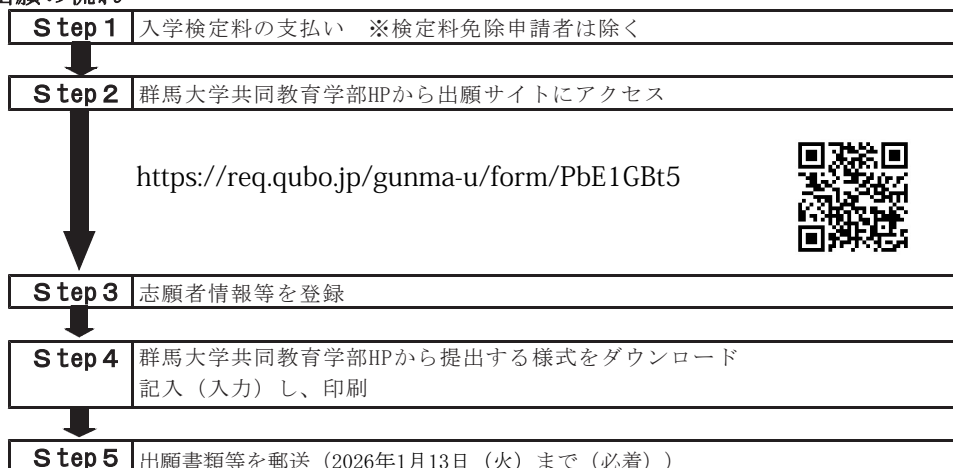 Step1 入学検定料の支払い ※検定料免除申請者は除く
Step2 群馬大学共同教育学部HPから出願サイトにアクセス
https://req.qubo.jp/gunma-u/form/PbE1GBt5
Step3 志願者情報等を登録
Step4 群馬大学共同教育学部HPから提出する様式をダウンロード
記入（入力）し、印刷
Step5 出願書類等を郵送（2026年1月13日（火）まで（必着））